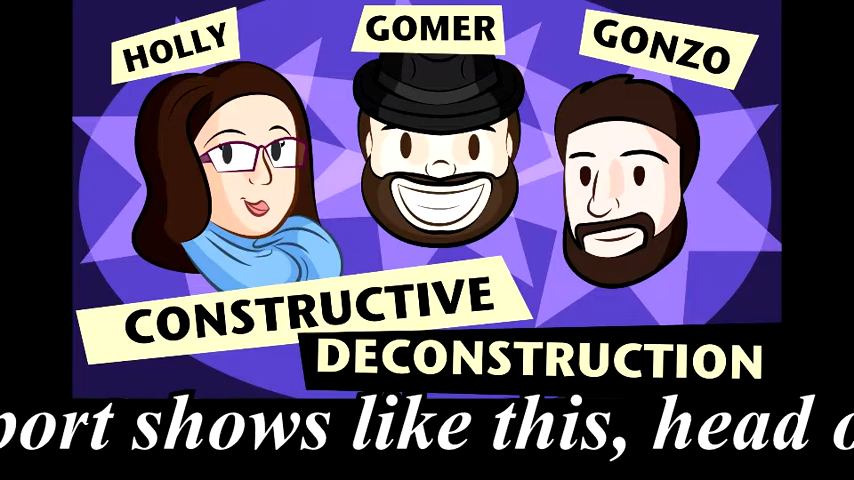 HOLLY
GOMER
GONZO
CONSTRUCTIVE
DECONSTRUCTION
port shows like this, head o